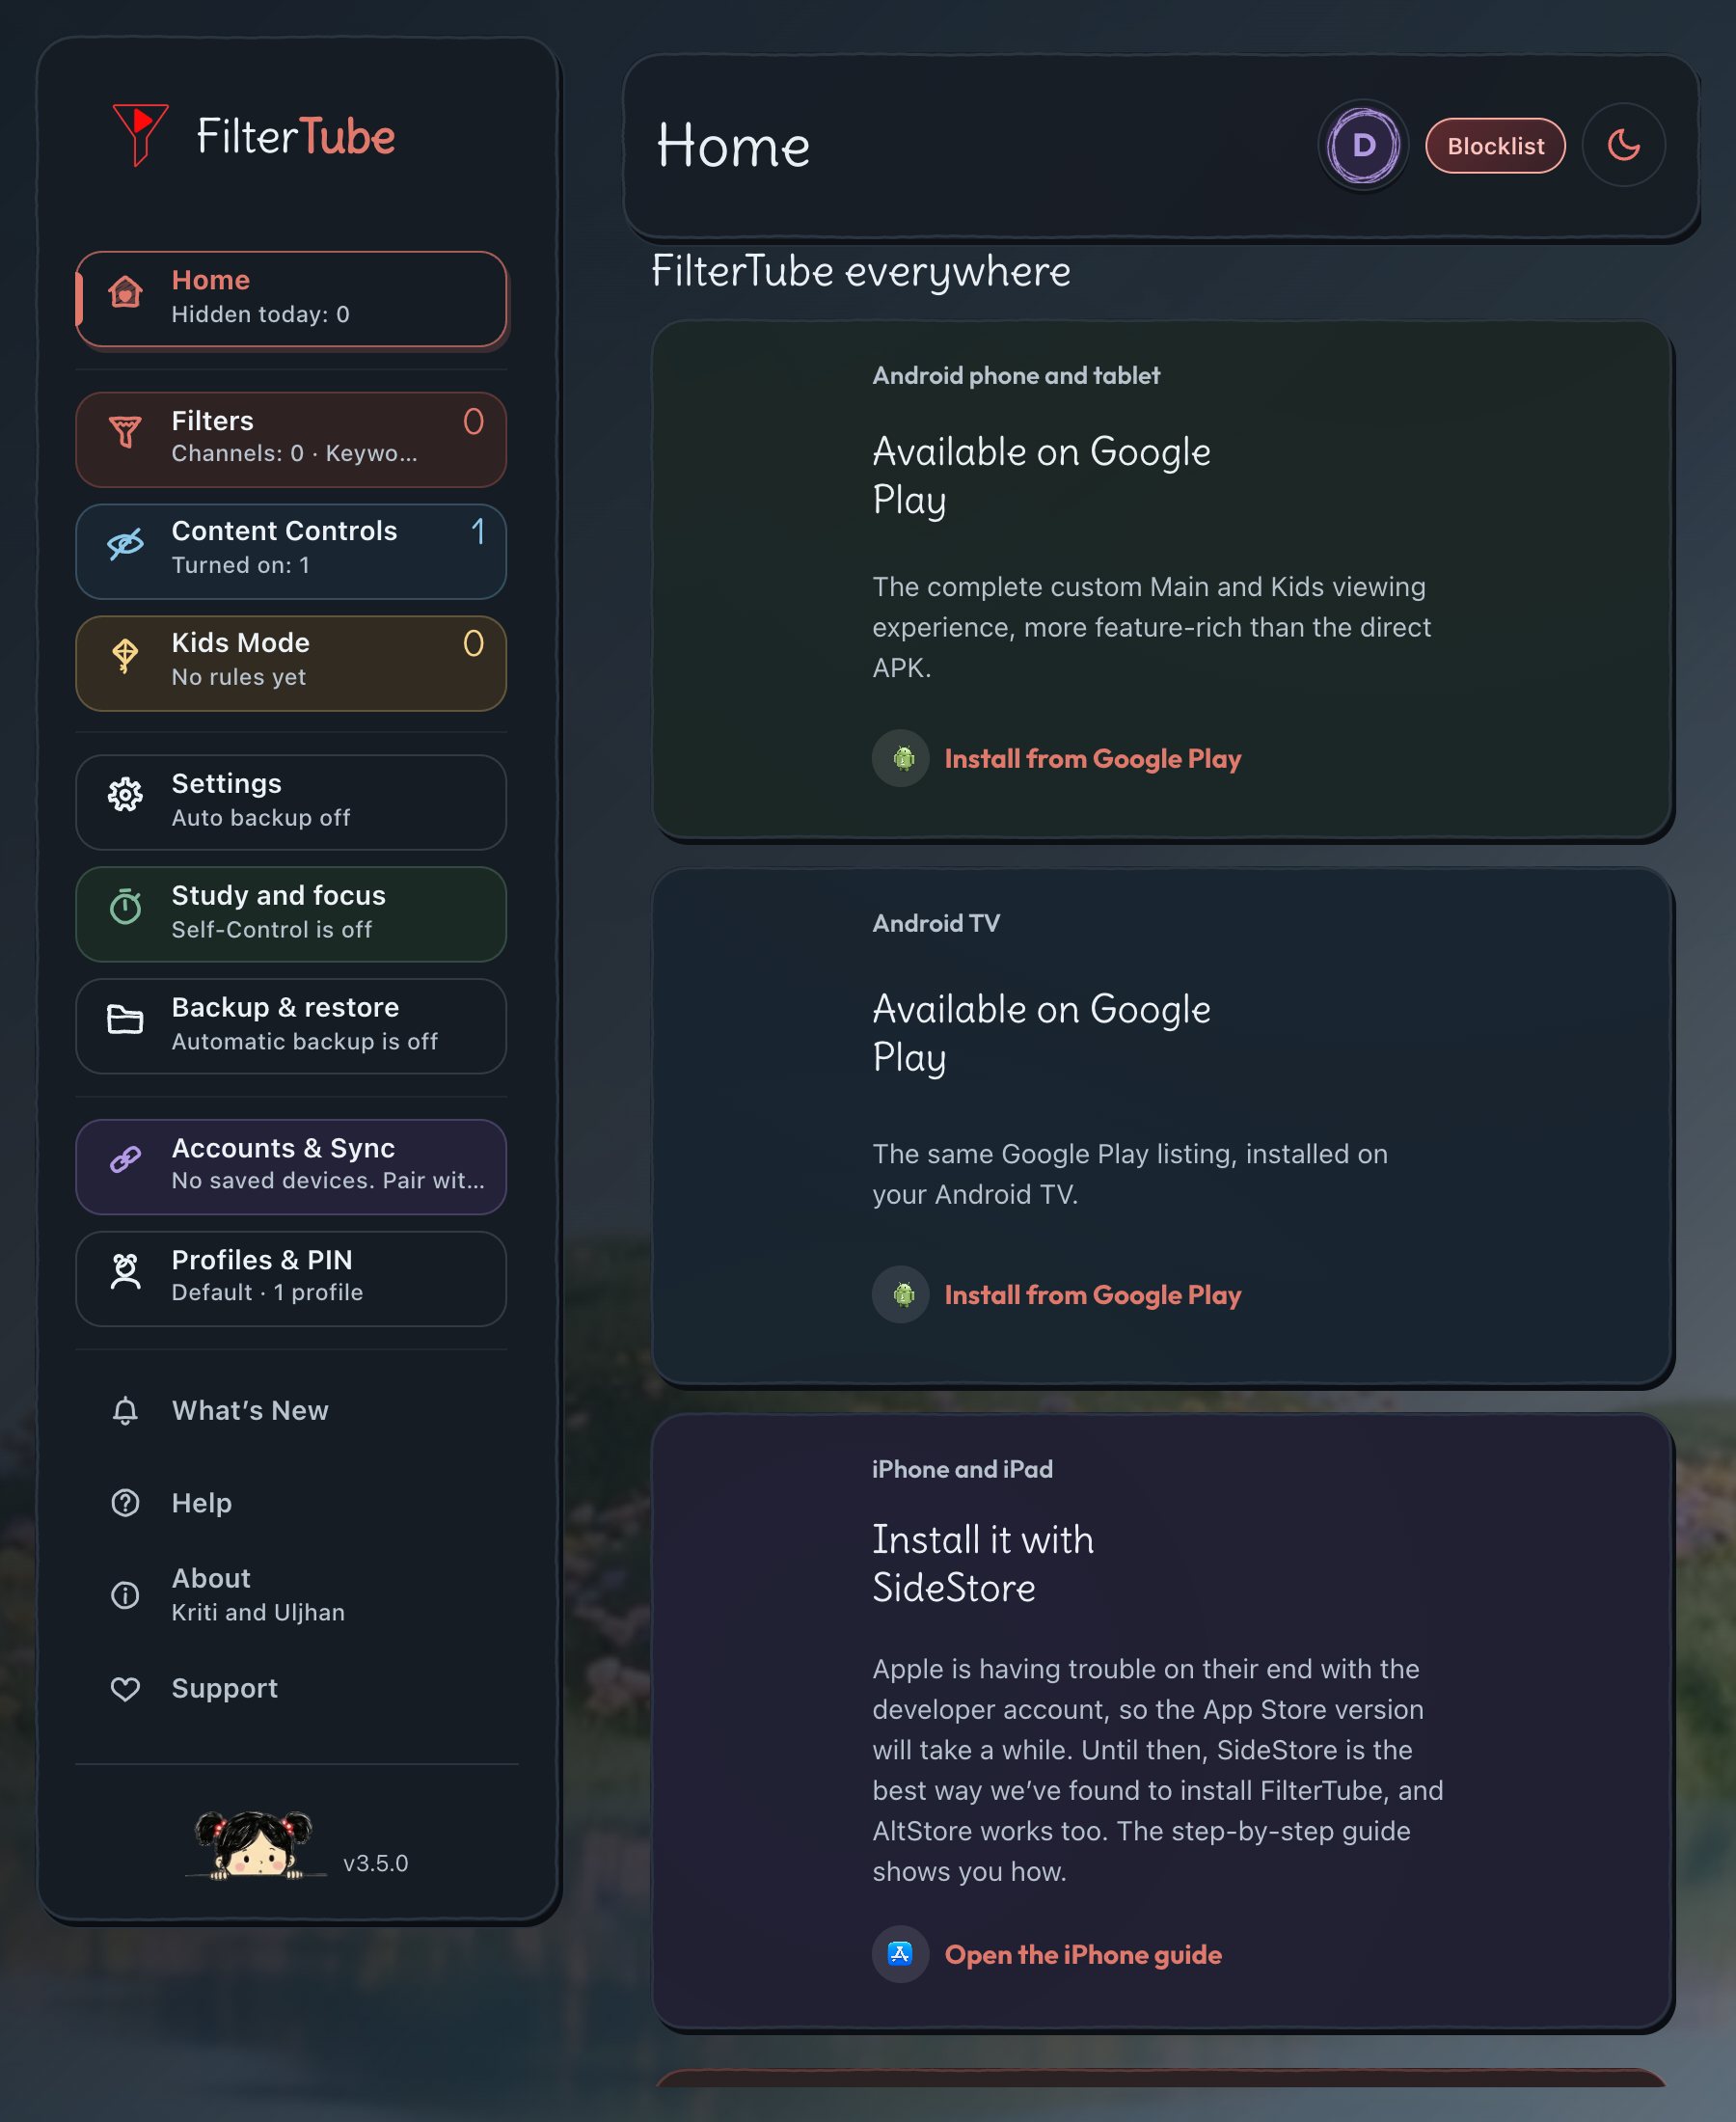 FilterTube
Home
Hidden today: 0
Filters
0
Channels: 0 · Keywo...
Content Controls
1
Turned on: 1
Kids Mode
0
No rules yet
Settings
Auto backup off
Study and focus
Self-Control is off
Backup & restore
Automatic backup is off
Accounts & Sync
No saved devices. Pair wit...
Profiles & PIN
Default · 1 profile
What’s New
Help
About
Kriti and Uljhan
Support
v3.5.0
Home
D
Blocklist
FilterTube everywhere
Android phone and tablet
Available on Google
Play
The complete custom Main and Kids viewing
experience, more feature-rich than the direct
APK.
Install from Google Play
Android TV
Available on Google
Play
The same Google Play listing, installed on
your Android TV.
Install from Google Play
iPhone and iPad
Install it with
SideStore
Apple is having trouble on their end with the
developer account, so the App Store version
will take a while. Until then, SideStore is the
best way we’ve found to install FilterTube, and
AltStore works too. The step-by-step guide
shows you how.
Open the iPhone guide